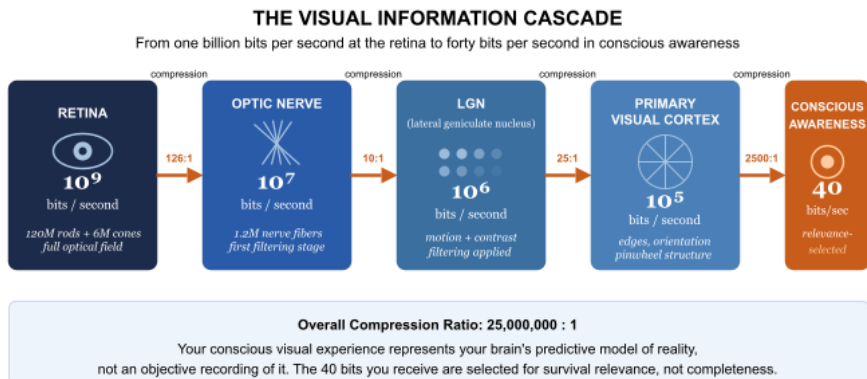 THE VISUAL INFORMATION CASCADE
From one billion bits per second at the retina to forty bits per second in conscious awareness
compression
compression
compression
compression
RETINA
10⁹
bits / second
120M rods + 6M cones
full optical field
126:1
OPTIC NERVE
10⁷
bits / second
1.2M nerve fibers
first filtering stage
10:1
LGN
(lateral geniculate nucleus)
10⁶
bits / second
motion + contrast
filtering applied
25:1
PRIMARY
VISUAL CORTEX
10⁵
bits / second
edges, orientation
pinwheel structure
2500:1
CONSCIOUS
AWARENESS
40
bits/sec
relevance-
selected
Overall Compression Ratio: 25,000,000 : 1
Your conscious visual experience represents your brain's predictive model of reality,
not an objective recording of it. The 40 bits you receive are selected for survival relevance, not completeness.